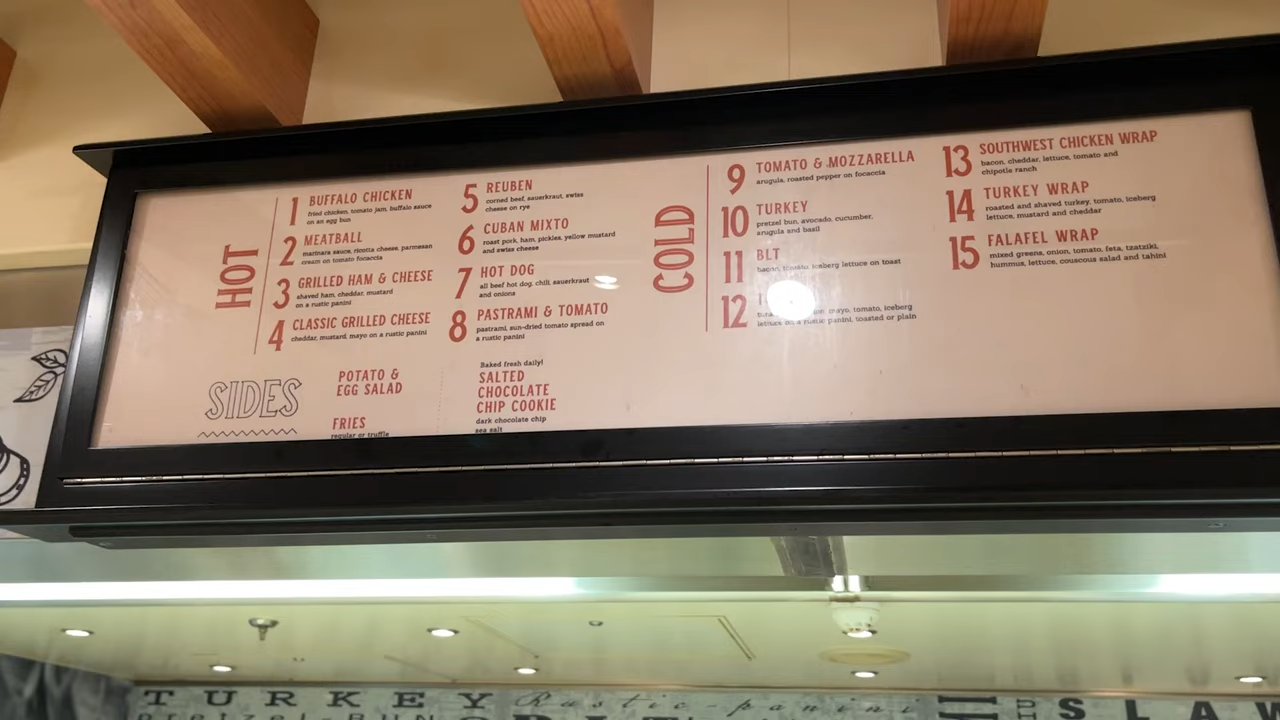 HOT
1 BUFFALO CHICKEN
fried chicken, tomato jam, buffalo sauce
on an egg bun
2 MEATBALL
marinara sauce, ricotta cheese, parmesan
cream on tomato focaccia
3 GRILLED HAM & CHEESE
shaved ham, cheddar, mustard
on a rustic panini
4 CLASSIC GRILLED CHEESE
cheddar, mustard, mayo on a rustic panini
5 REUBEN
corned beef, sauerkraut, swiss
cheese on rye
6 CUBAN MIXTO
roast pork, ham, pickles, yellow mustard
and swiss cheese
7 HOT DOG
all beef hot dog, chili, sauerkraut
and onions
8 PASTRAMI & TOMATO
pastrami, sun-dried tomato spread on
a rustic panini
SIDES
POTATO &
EGG SALAD
FRIES
regular or truffle
Baked fresh daily!
SALTED
CHOCOLATE
CHIP COOKIE
dark chocolate chip
sea salt
COLD
9 TOMATO & MOZZARELLA
arugula, roasted pepper on focaccia
10 TURKEY
pretzel bun, avocado, cucumber,
arugula and basil
11 BLT
bacon, tomato, iceberg lettuce on toast
12
mayo, tomato, iceberg
lettuce on a rustic panini, toasted or plain
13 SOUTHWEST CHICKEN WRAP
bacon, cheddar, lettuce, tomato and
chipotle ranch
14 TURKEY WRAP
roasted and shaved turkey, tomato, iceberg
lettuce, mustard and cheddar
15 FALAFEL WRAP
mixed greens, onion, tomato, feta, tzatziki,
hummus, lettuce, couscous salad and tahini
TURKEY Rustic-panini
pretzel-BUN
SLAW